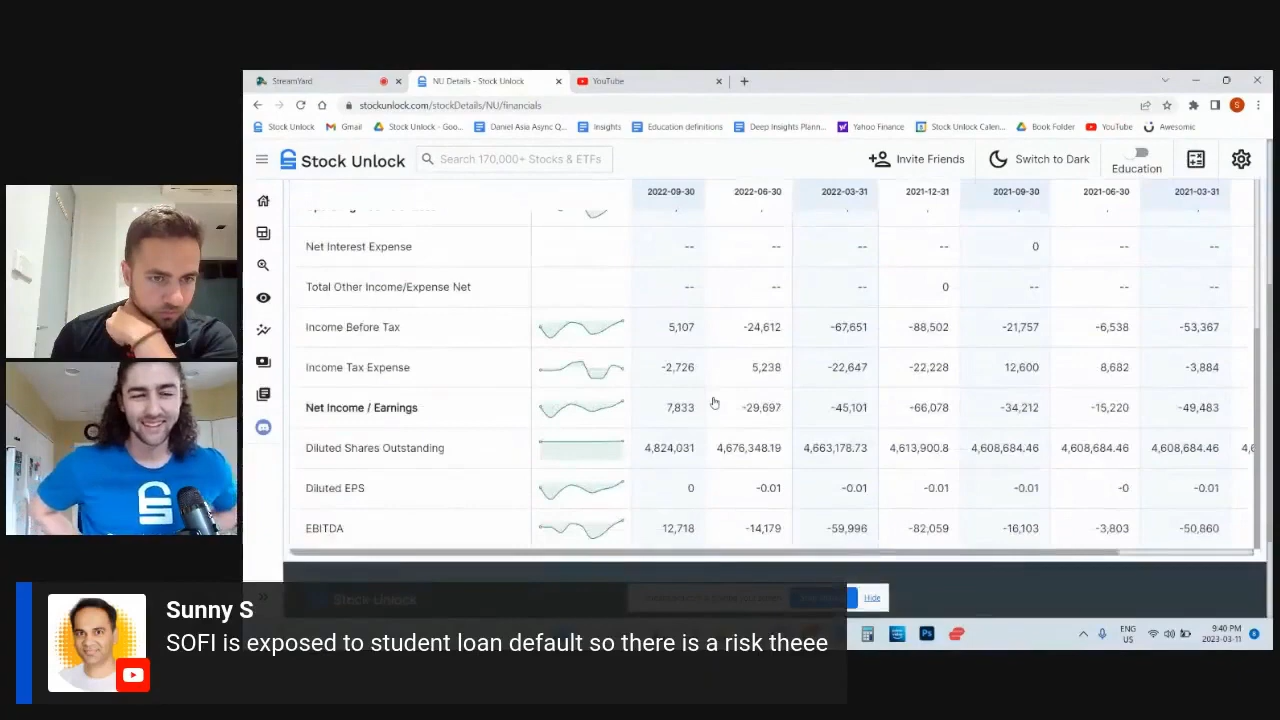 StreamYard
NU Details - Stock Unlock
YouTube
stockunlock.com/stockDetails/NU/financials
Stock Unlock
Gmail
Stock Unlock - Goo...
Daniel Asia Async Q...
Insights
Education definitions
Deep Insights Plann...
Yahoo Finance
Stock Unlock Calen...
Book Folder
YouTube
Awesomic
Stock Unlock
Search 170,000+ Stocks & ETFs
Invite Friends
Switch to Dark
Education
2022-09-30 2022-06-30 2022-03-31 2021-12-31 2021-09-30 2021-06-30 2021-03-31
Net Interest Expense -- -- -- -- 0 -- --
Total Other Income/Expense Net -- -- -- 0 -- -- --
Income Before Tax 5,107 -24,612 -67,651 -88,502 -21,757 -6,538 -53,367
Income Tax Expense -2,726 5,238 -22,647 -22,228 12,600 8,682 -3,884
Net Income / Earnings 7,833 -29,697 -45,101 -66,078 -34,212 -15,220 -49,483
Diluted Shares Outstanding 4,824,031 4,676,348.19 4,663,178.73 4,613,900.8 4,608,684.46 4,608,684.46 4,608,684.46 4,6
Diluted EPS 0 -0.01 -0.01 -0.01 -0.01 -0 -0.01
EBITDA 12,718 -14,179 -59,996 -82,059 -16,103 -3,803 -50,860
Stock Unlock
Hide
Sunny S
SOFI is exposed to student loan default so there is a risk theee
ENG
US
9:40 PM
2023-03-11